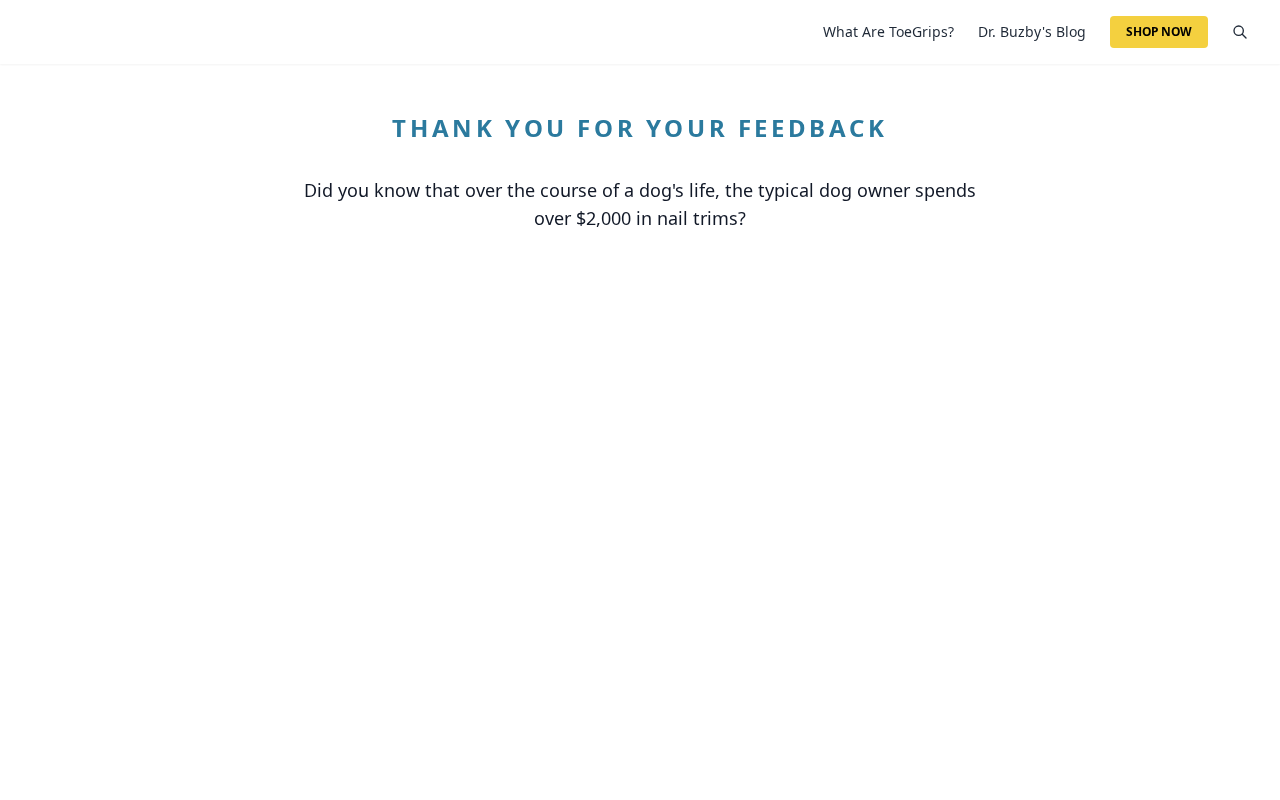 What Are ToeGrips?
Dr. Buzby's Blog
SHOP NOW
THANK YOU FOR YOUR FEEDBACK
Did you know that over the course of a dog's life, the typical dog owner spends
over $2,000 in nail trims?